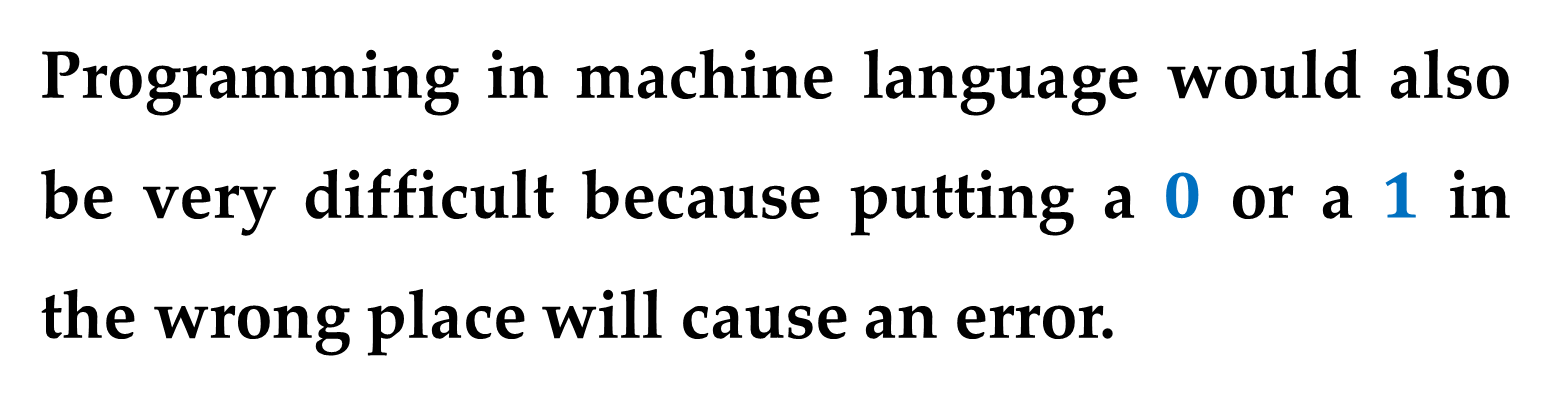 Programming in machine language would also
be very difficult because putting a 0 or a 1 in
the wrong place will cause an error.